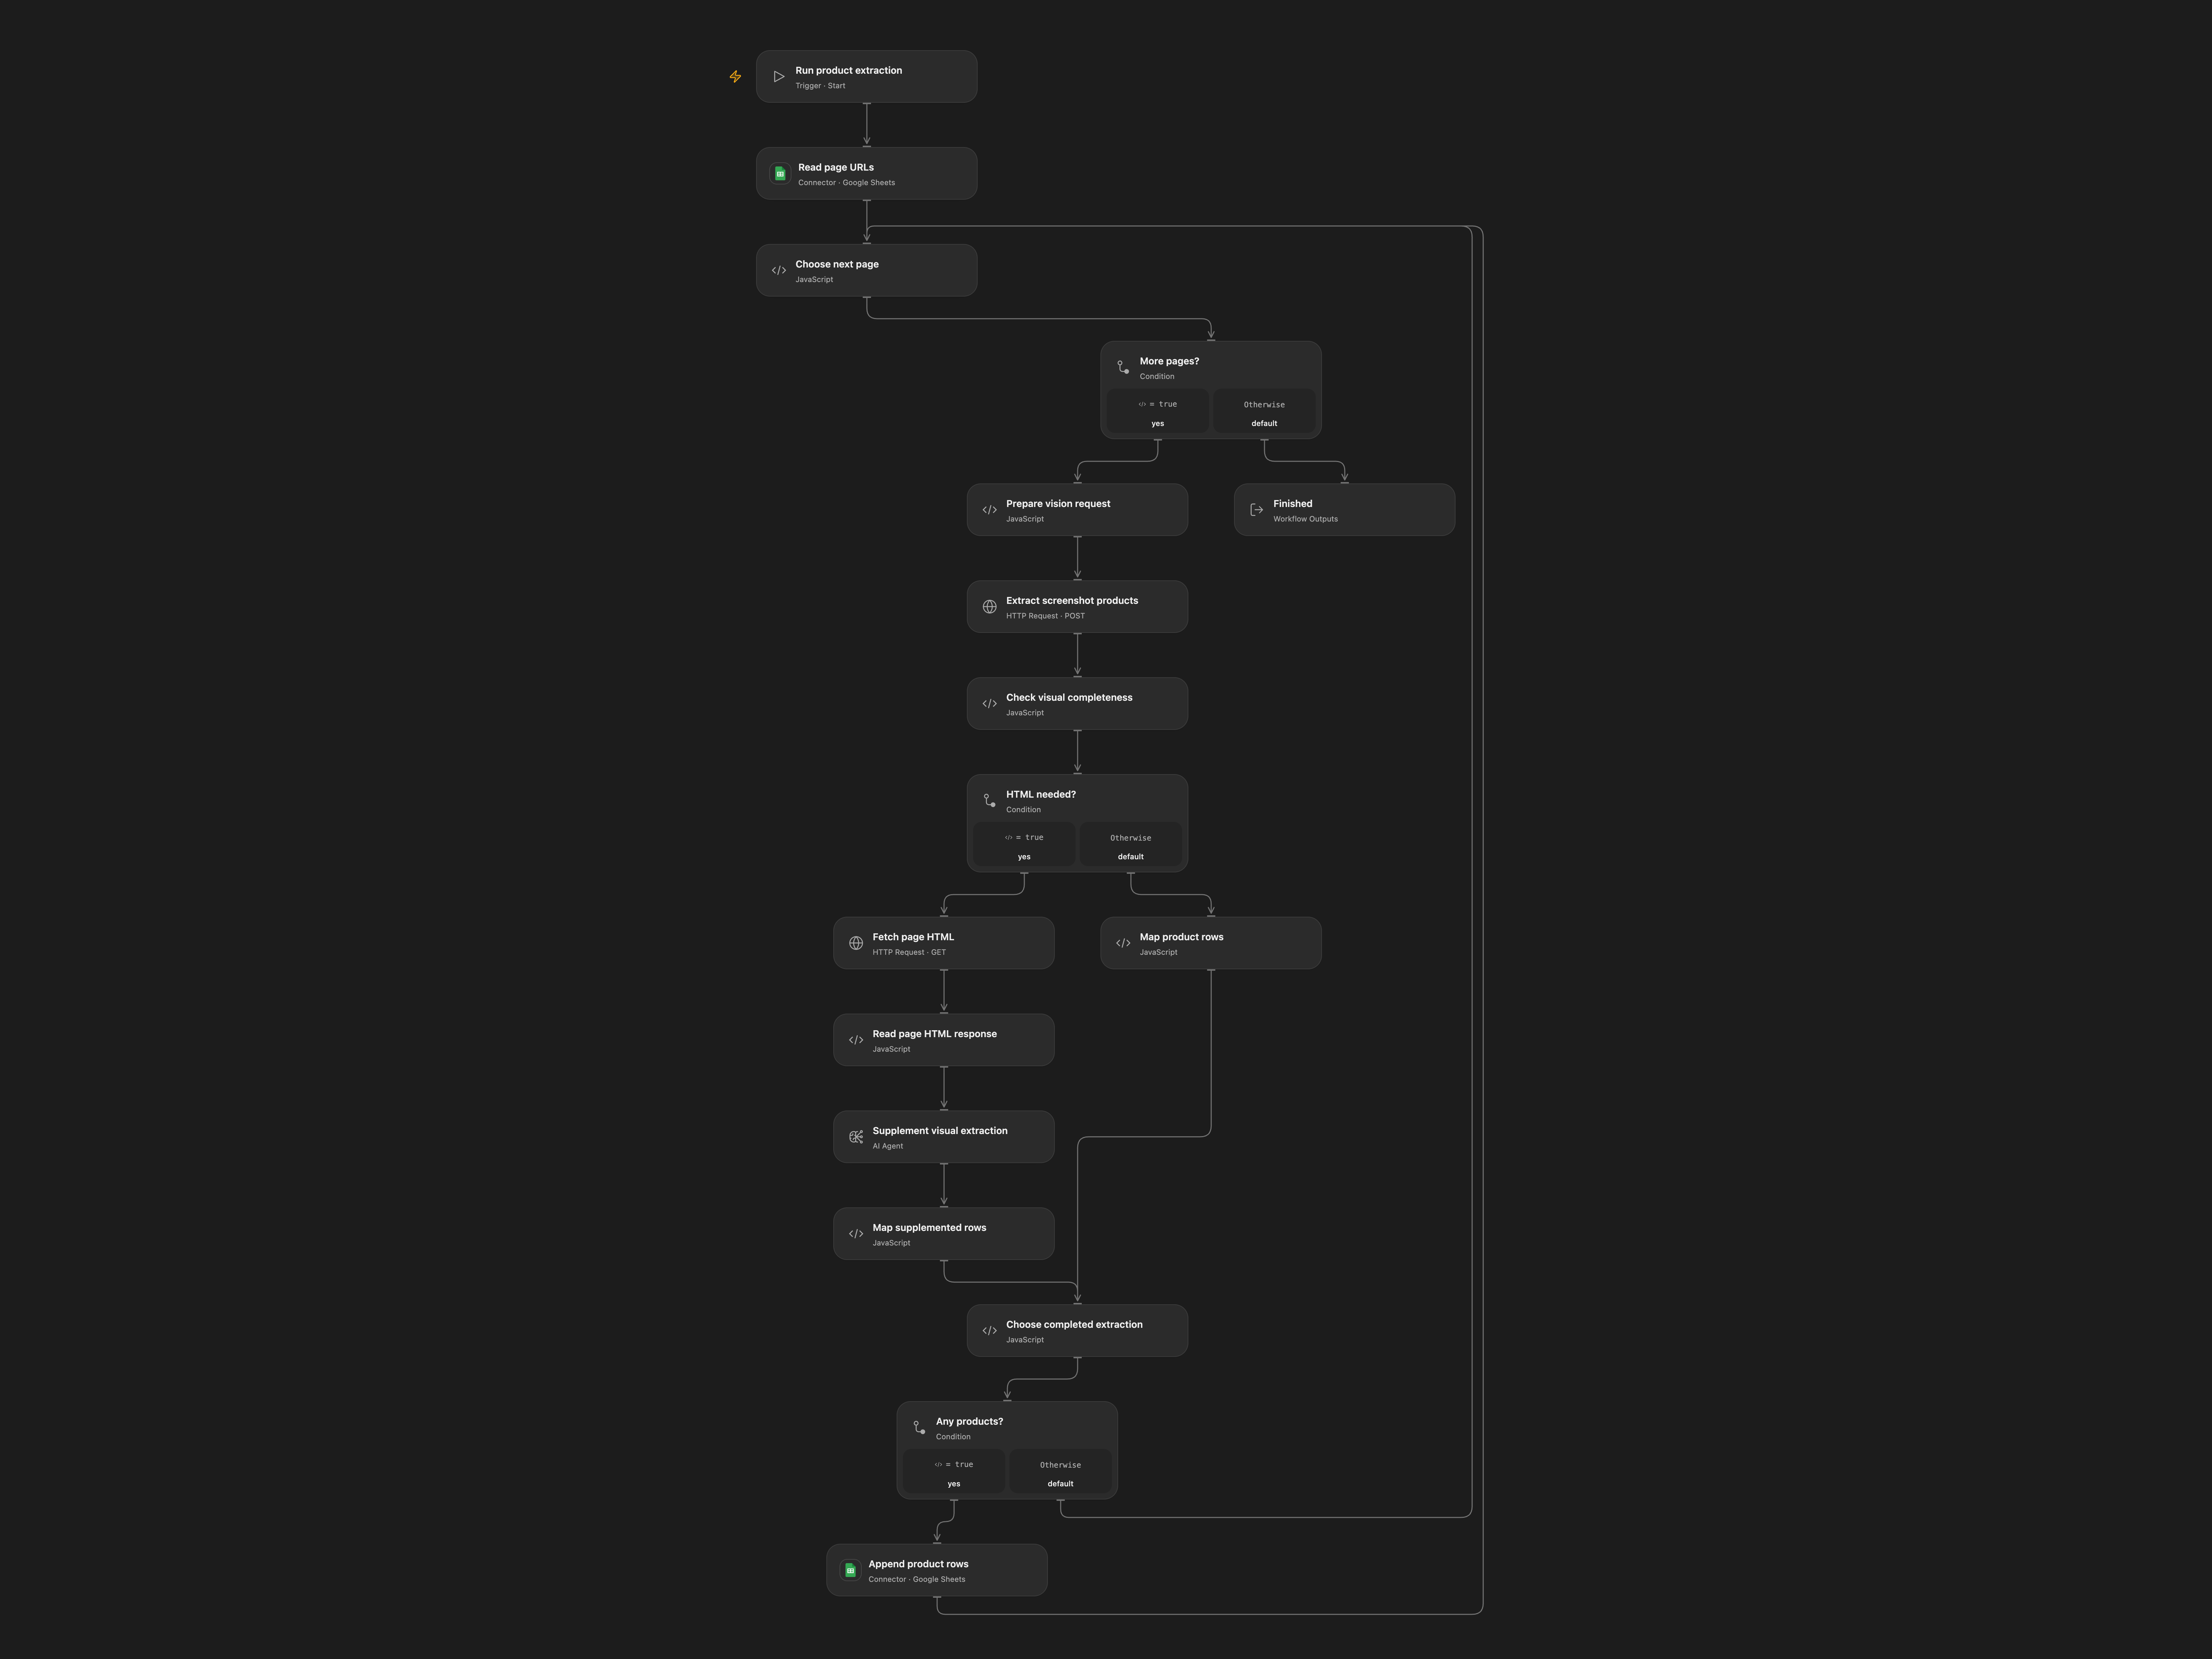 Run product extraction
Trigger · Start
Read page URLs
Connector · Google Sheets
Choose next page
JavaScript
More pages?
Condition
</> = true
Otherwise
yes
default
Prepare vision request
JavaScript
Finished
Workflow Outputs
Extract screenshot products
HTTP Request · POST
Check visual completeness
JavaScript
HTML needed?
Condition
</> = true
Otherwise
yes
default
Fetch page HTML
HTTP Request · GET
Map product rows
JavaScript
Read page HTML response
JavaScript
Supplement visual extraction
AI Agent
Map supplemented rows
JavaScript
Choose completed extraction
JavaScript
Any products?
Condition
</> = true
Otherwise
yes
default
Append product rows
Connector · Google Sheets